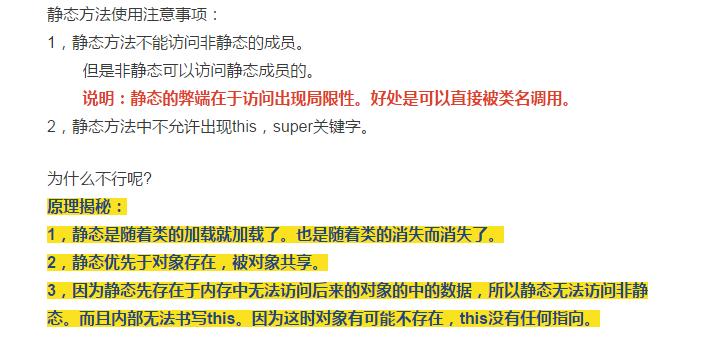 静态方法使用注意事项：
1，静态方法不能访问非静态的成员。
但是非静态可以访问静态成员的。
说明：静态的弊端在于访问出现局限性。好处是可以直接被类名调用。
2，静态方法中不允许出现this，super关键字。
为什么不行呢?
原理揭秘：
1，静态是随着类的加载就加载了。也是随着类的消失而消失了。
2，静态优先于对象存在，被对象共享。
3，因为静态先存在于内存中无法访问后来的对象的中的数据，所以静态无法访问非静
态。而且内部无法书写this。因为这时对象有可能不存在，this没有任何指向。